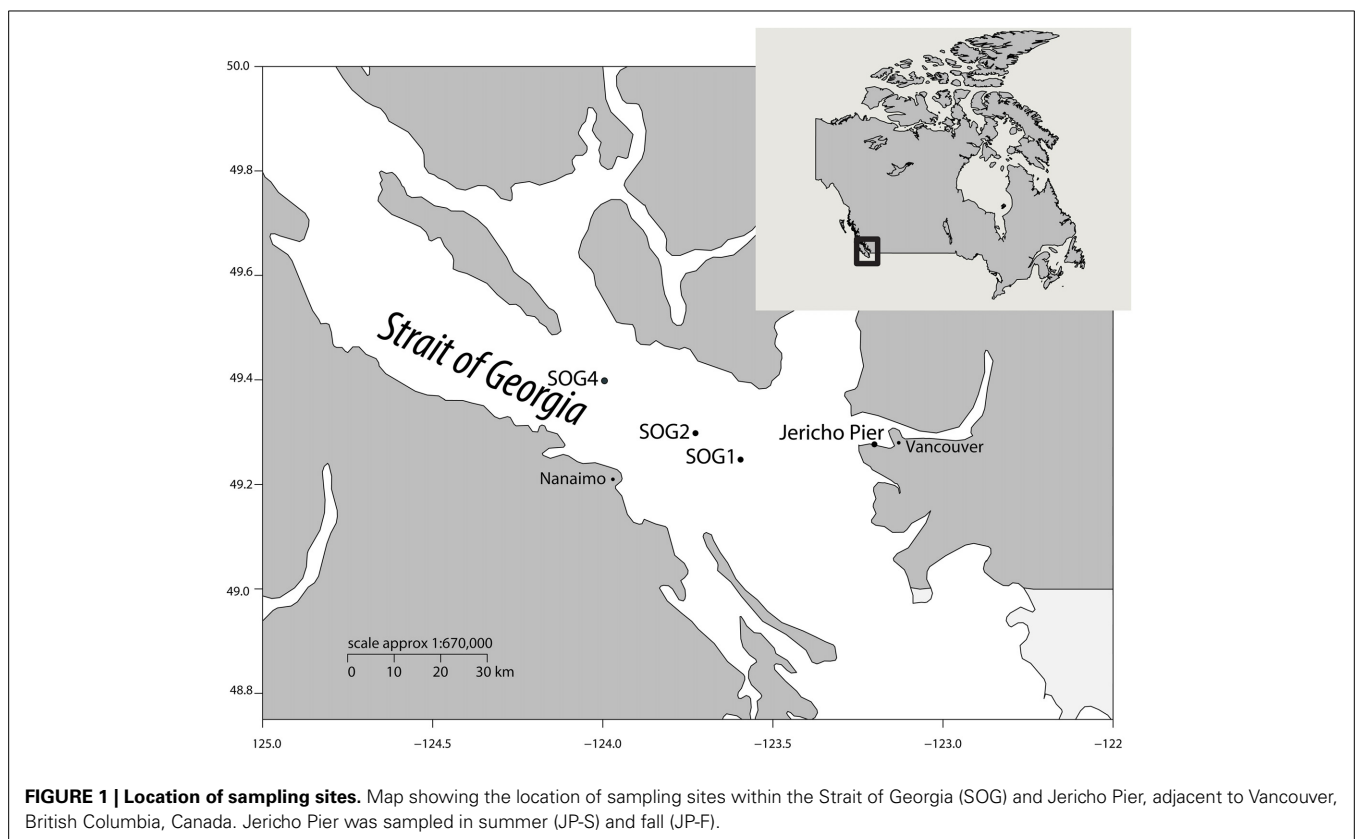 50.0
49.8
49.6
49.4
49.2
49.0
48.8
Strait of Georgia
SOG4
SOG2
SOG1
Jericho Pier
Vancouver
Nanaimo
scale approx 1:670,000
0 10 20 30 km
125.0 −124.5 −124.0 −123.5 −123.0 −122
FIGURE 1 | Location of sampling sites. Map showing the location of sampling sites within the Strait of Georgia (SOG) and Jericho Pier, adjacent to Vancouver,
British Columbia, Canada. Jericho Pier was sampled in summer (JP-S) and fall (JP-F).